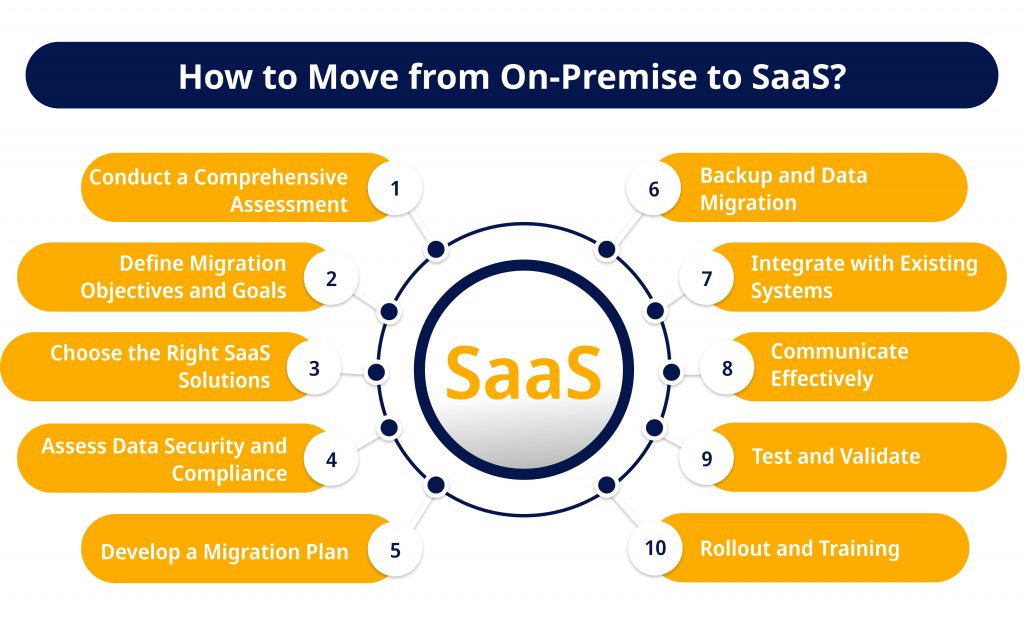 How to Move from On-Premise to SaaS?
1
Conduct a Comprehensive
Assessment
2
Define Migration
Objectives and Goals
3
Choose the Right SaaS
Solutions
4
Assess Data Security and
Compliance
5
Develop a Migration Plan
SaaS
6
Backup and Data
Migration
7
Integrate with Existing
Systems
8
Communicate
Effectively
9
Test and Validate
10
Rollout and Training